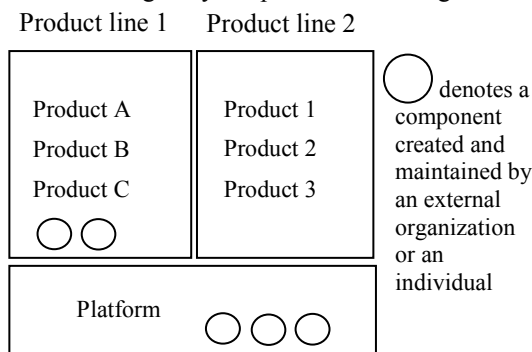 Product line 1 Product line 2
Product A
Product B
Product C
Product 1
Product 2
Product 3
denotes a
component
created and
maintained by
an external
organization
or an
individual
Platform